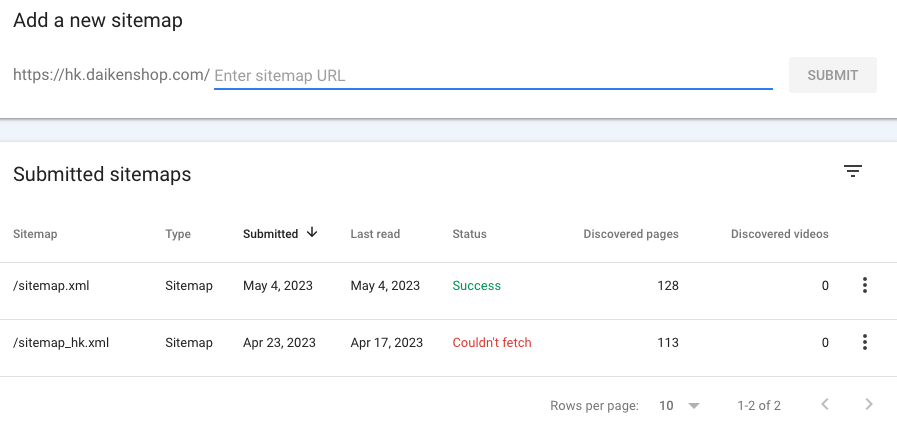 Add a new sitemap
https://hk.daikenshop.com/ Enter sitemap URL SUBMIT
Submitted sitemaps
Sitemap Type Submitted Last read Status Discovered pages Discovered videos
/sitemap.xml Sitemap May 4, 2023 May 4, 2023 Success 128 0
/sitemap_hk.xml Sitemap Apr 23, 2023 Apr 17, 2023 Couldn't fetch 113 0
Rows per page: 10 1-2 of 2